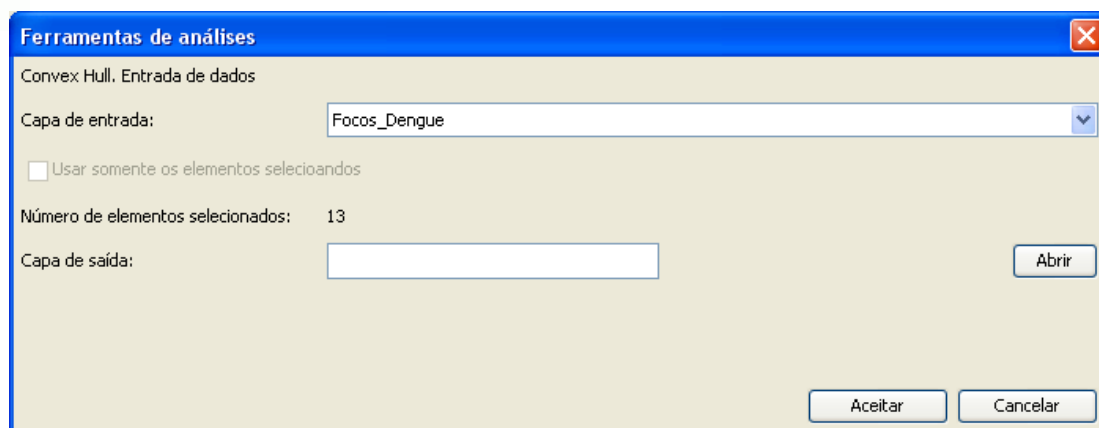 Ferramentas de análises
Convex Hull. Entrada de dados
Capa de entrada: Focos_Dengue
Usar somente os elementos selecioandos
Número de elementos selecionados: 13
Capa de saída: Abrir
Aceitar Cancelar